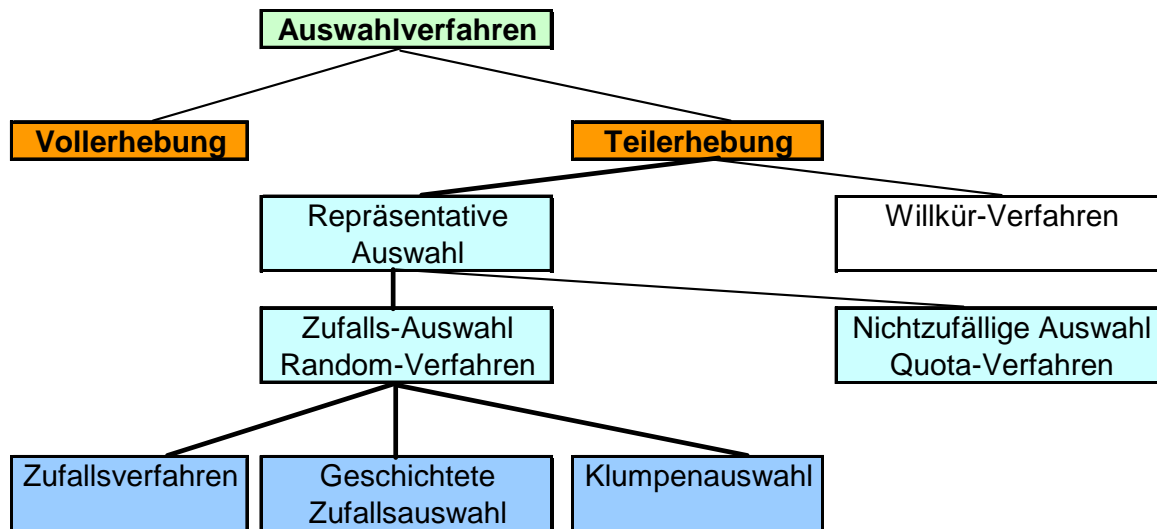 Auswahlverfahren
Vollerhebung
Teilerhebung
Repräsentative
Auswahl
Willkür-Verfahren
Zufalls-Auswahl
Random-Verfahren
Nichtzufällige Auswahl
Quota-Verfahren
Zufallsverfahren
Geschichtete
Zufallsauswahl
Klumpenauswahl